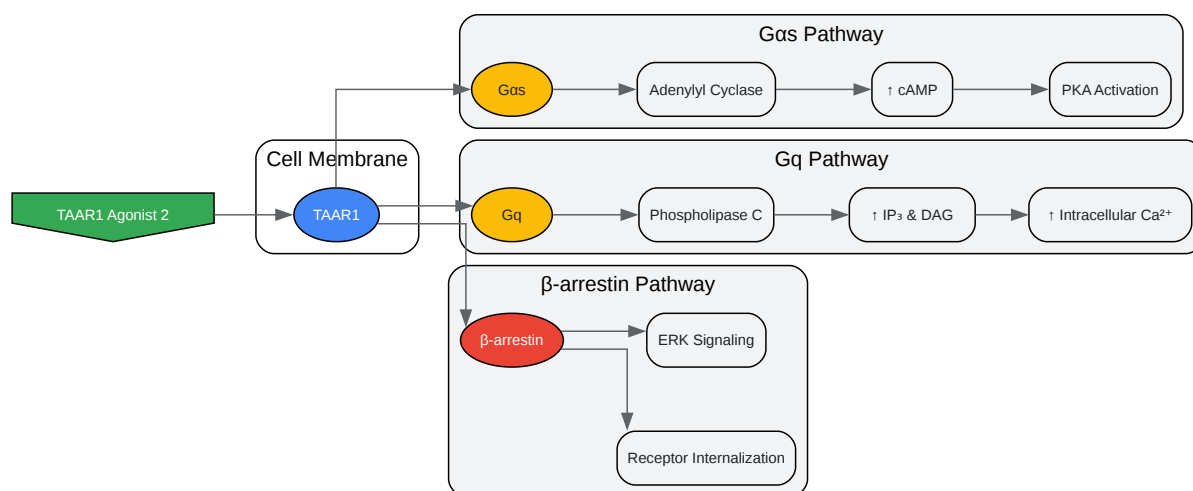 Gαs Pathway
Gαs
Adenylyl Cyclase
↑ cAMP
PKA Activation
Cell Membrane
TAAR1 Agonist 2
TAAR1
Gq Pathway
Gq
Phospholipase C
↑ IP₃ & DAG
↑ Intracellular Ca²⁺
β-arrestin Pathway
β-arrestin
ERK Signaling
Receptor Internalization